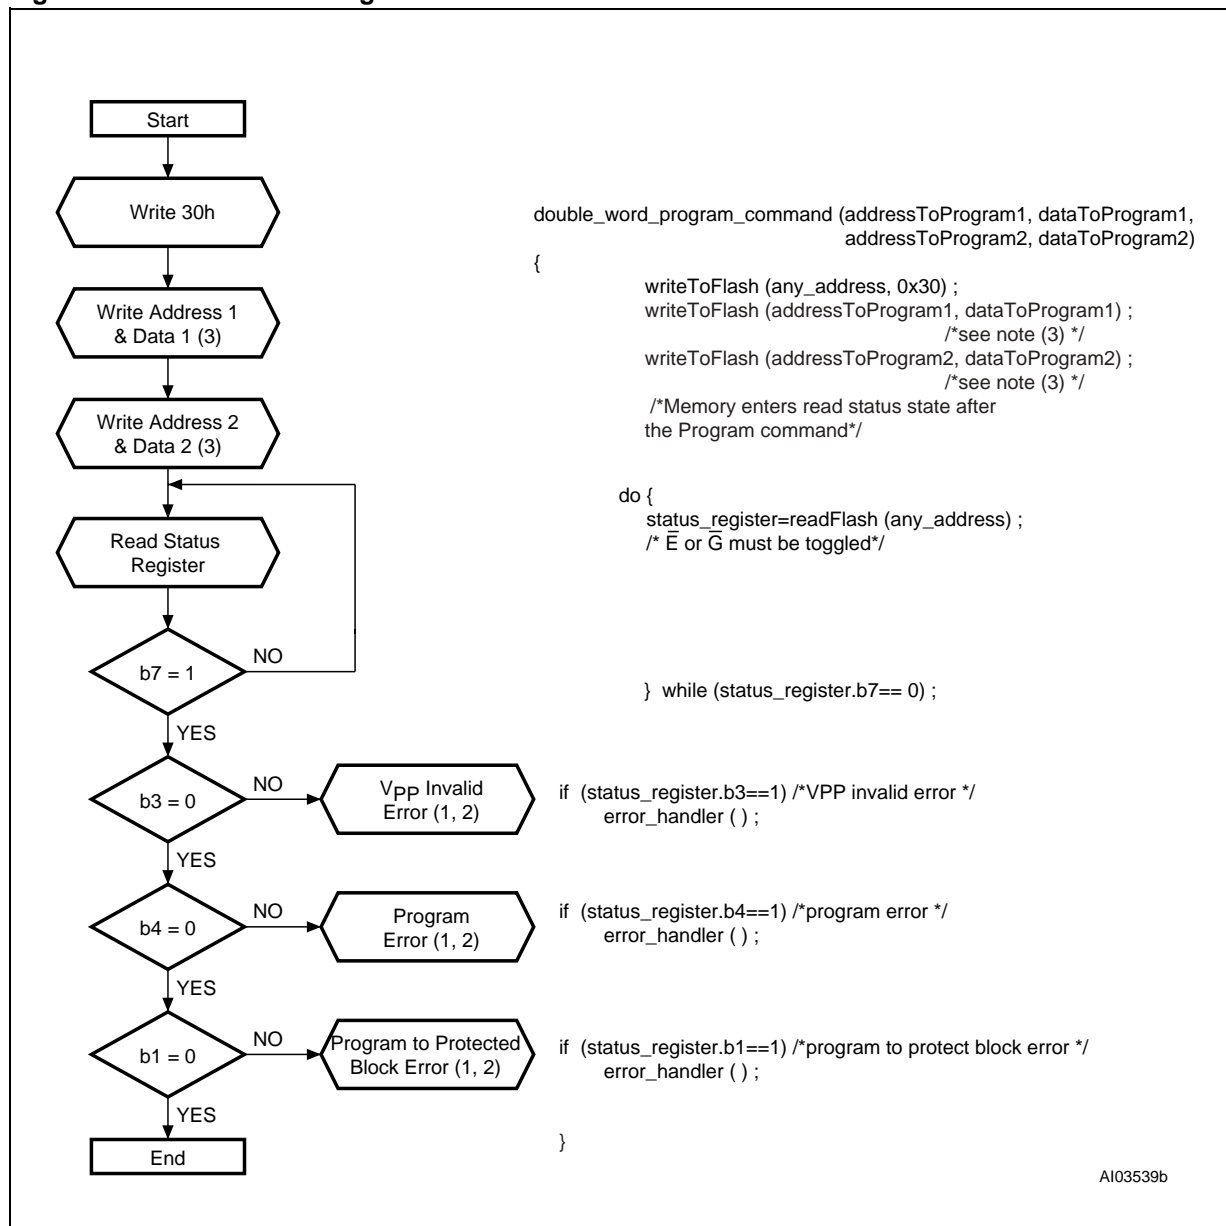 Start
Write 30h
Write Address 1
& Data 1 (3)
Write Address 2
& Data 2 (3)
Read Status
Register
b7 = 1
NO
YES
b3 = 0
NO
VPP Invalid
Error (1, 2)
YES
b4 = 0
NO
Program
Error (1, 2)
YES
b1 = 0
NO
Program to Protected
Block Error (1, 2)
YES
End
double_word_program_command (addressToProgram1, dataToProgram1,
addressToProgram2, dataToProgram2)
{
writeToFlash (any_address, 0x30) ;
writeToFlash (addressToProgram1, dataToProgram1) ;
/*see note (3) */
writeToFlash (addressToProgram2, dataToProgram2) ;
/*see note (3) */
/*Memory enters read status state after
the Program command*/
do {
status_register=readFlash (any_address) ;
/* E̅ or G̅ must be toggled*/
} while (status_register.b7== 0) ;
if (status_register.b3==1) /*VPP invalid error */
error_handler ( ) ;
if (status_register.b4==1) /*program error */
error_handler ( ) ;
if (status_register.b1==1) /*program to protect block error */
error_handler ( ) ;
}
AI03539b